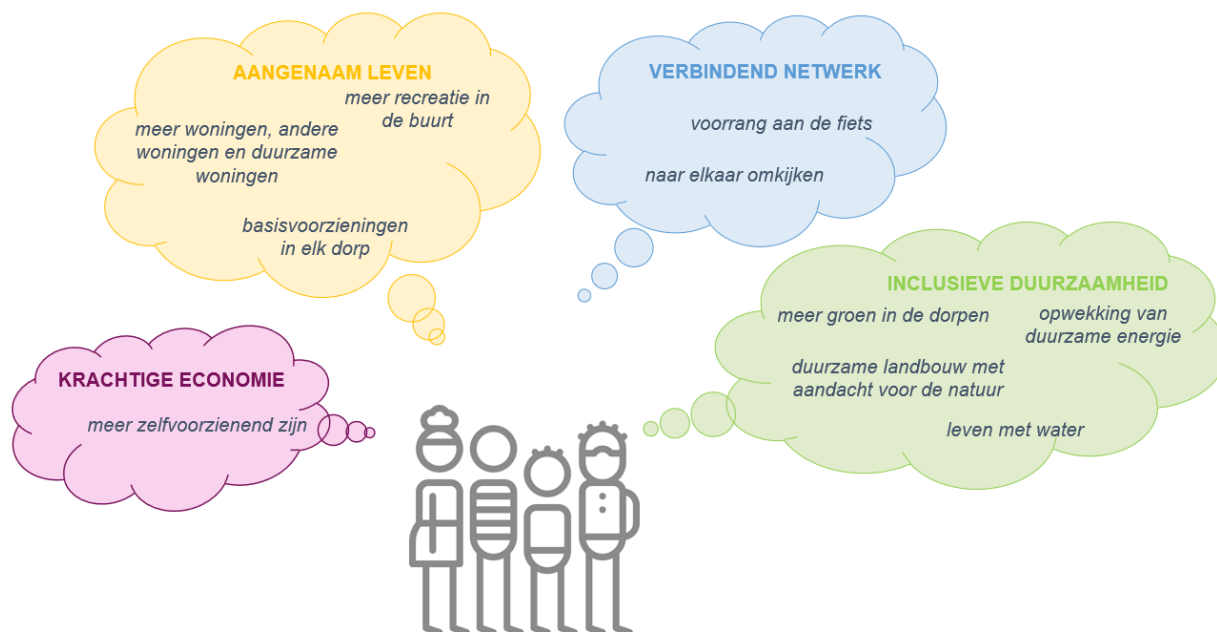 AANGENAAM LEVEN
meer recreatie in
de buurt
meer woningen, andere
woningen en duurzame
woningen
basisvoorzieningen
in elk dorp
VERBINDEND NETWERK
voorrang aan de fiets
naar elkaar omkijken
INCLUSIEVE DUURZAAMHEID
meer groen in de dorpen
opwekking van
duurzame energie
duurzame landbouw met
aandacht voor de natuur
leven met water
KRACHTIGE ECONOMIE
meer zelfvoorzienend zijn